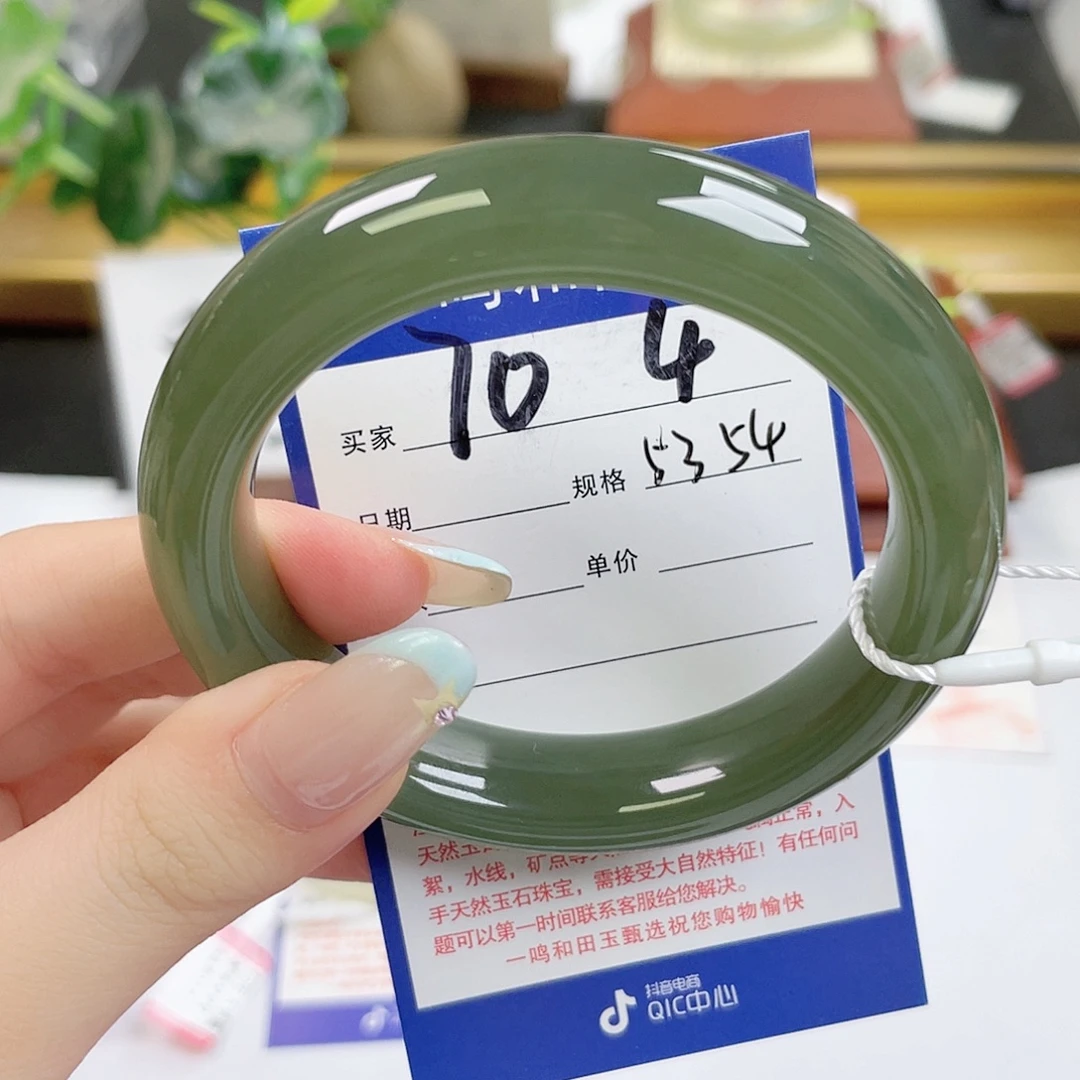 70 4
买家
规格 53 54
日期
单价
正常，入
天然玉
絮，水线，矿点等
手天然玉石珠宝，需接受大自然特征！有任何问
题可以第一时间联系客服给您解决。
一鸣和田玉甄选祝您购物愉快
抖音电商
QIC中心